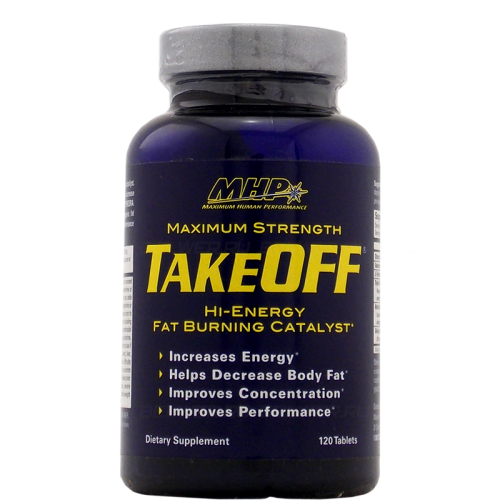 MHP
MAXIMUM HUMAN PERFORMANCE
MAXIMUM STRENGTH
TAKEOFF®
HI-ENERGY
FAT BURNING CATALYST*
Increases Energy*
Helps Decrease Body Fat*
Improves Concentration*
Improves Performance*
Dietary Supplement 120 Tablets